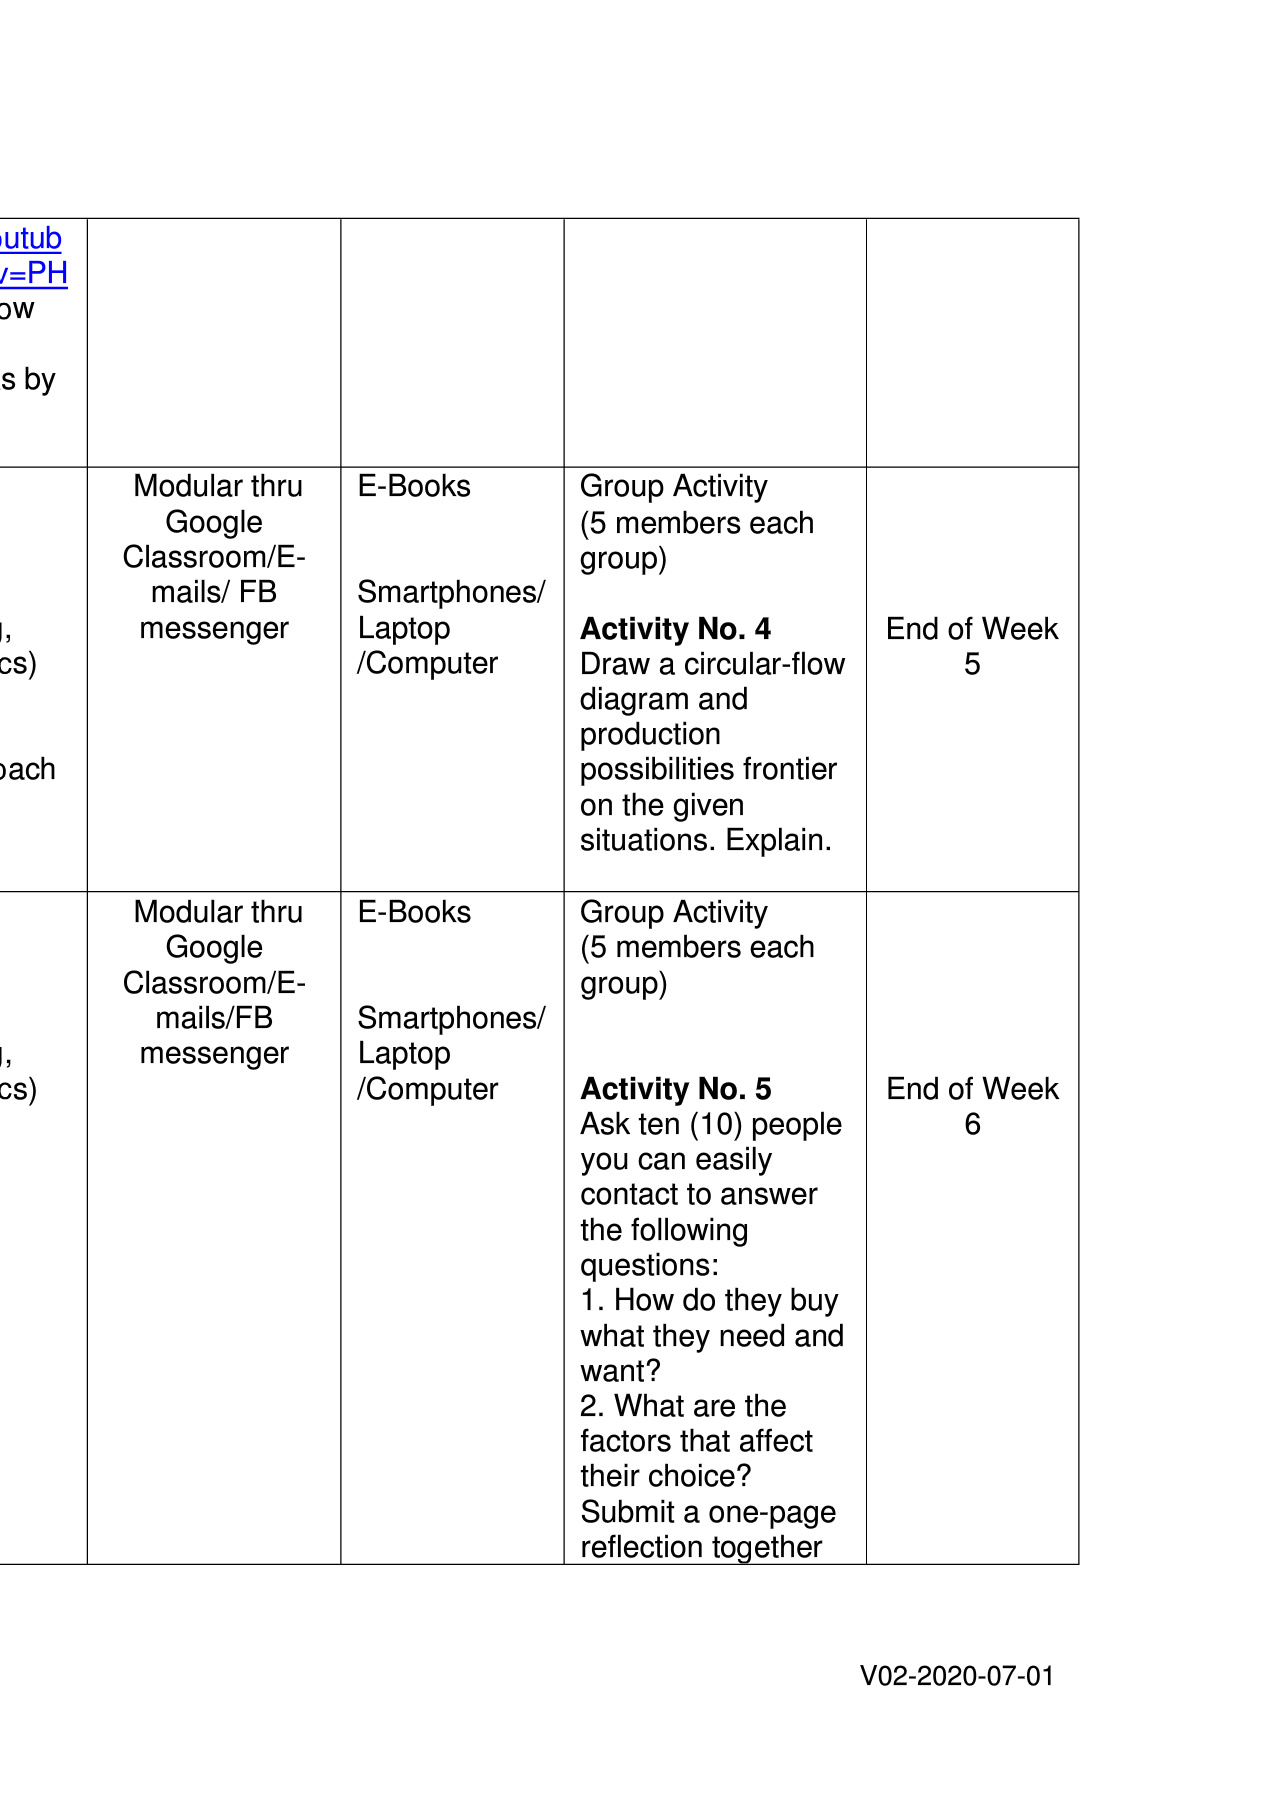 outub
v=PH
ow
s by
Modular thru
Google
Classroom/E-
mails/ FB
messenger
E-Books
Smartphones/
Laptop
/Computer
Group Activity
(5 members each
group)
Activity No. 4
Draw a circular-flow
diagram and
production
possibilities frontier
on the given
situations. Explain.
End of Week
5
g,
cs)
oach
Modular thru
Google
Classroom/E-
mails/FB
messenger
E-Books
Smartphones/
Laptop
/Computer
Group Activity
(5 members each
group)
Activity No. 5
Ask ten (10) people
you can easily
contact to answer
the following
questions:
1. How do they buy
what they need and
want?
2. What are the
factors that affect
their choice?
Submit a one-page
reflection together
End of Week
6
g,
cs)
V02-2020-07-01